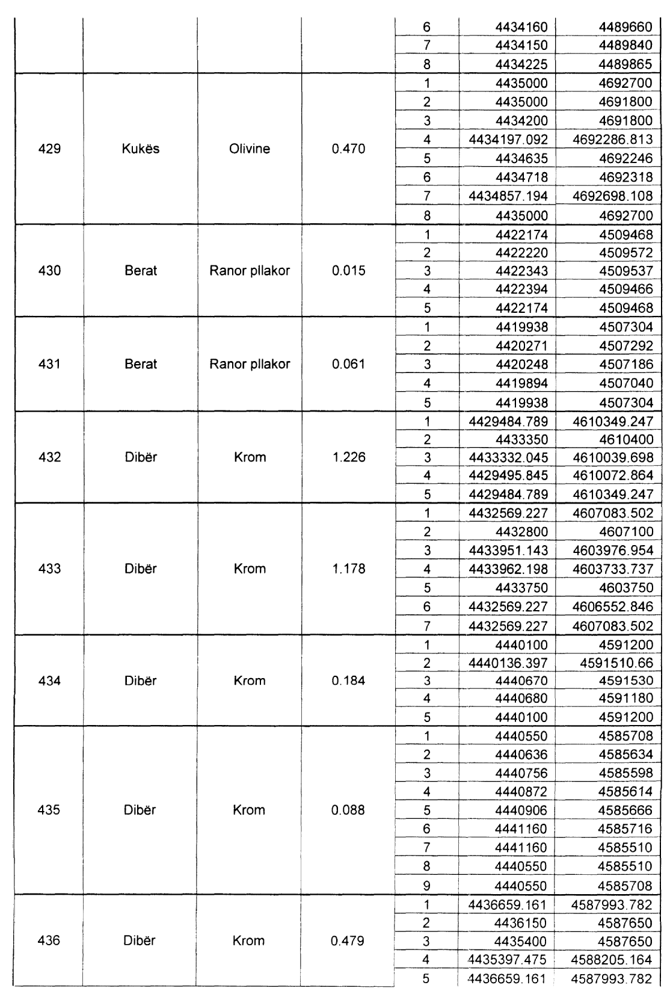 6 4434160 4489660
7 4434150 4489840
8 4434225 4489865
1 4435000 4692700
2 4435000 4691800
3 4434200 4691800
429 Kukës Olivine 0.470 4 4434197.092 4692286.813
5 4434635 4692246
6 4434718 4692318
7 4434857.194 4692698.108
8 4435000 4692700
1 4422174 4509468
2 4422220 4509572
430 Berat Ranor pllakor 0.015 3 4422343 4509537
4 4422394 4509466
5 4422174 4509468
1 4419938 4507304
2 4420271 4507292
431 Berat Ranor pllakor 0.061 3 4420248 4507186
4 4419894 4507040
5 4419938 4507304
1 4429484.789 4610349.247
2 4433350 4610400
432 Dibër Krom 1.226 3 4433332.045 4610039.698
4 4429495.845 4610072.864
5 4429484.789 4610349.247
1 4432569.227 4607083.502
2 4432800 4607100
3 4433951.143 4603976.954
433 Dibër Krom 1.178 4 4433962.198 4603733.737
5 4433750 4603750
6 4432569.227 4606552.846
7 4432569.227 4607083.502
1 4440100 4591200
2 4440136.397 4591510.66
434 Dibër Krom 0.184 3 4440670 4591530
4 4440680 4591180
5 4440100 4591200
1 4440550 4585708
2 4440636 4585634
3 4440756 4585598
4 4440872 4585614
435 Dibër Krom 0.088 5 4440906 4585666
6 4441160 4585716
7 4441160 4585510
8 4440550 4585510
9 4440550 4585708
1 4436659.161 4587993.782
2 4436150 4587650
436 Dibër Krom 0.479 3 4435400 4587650
4 4435397.475 4588205.164
5 4436659.161 4587993.782